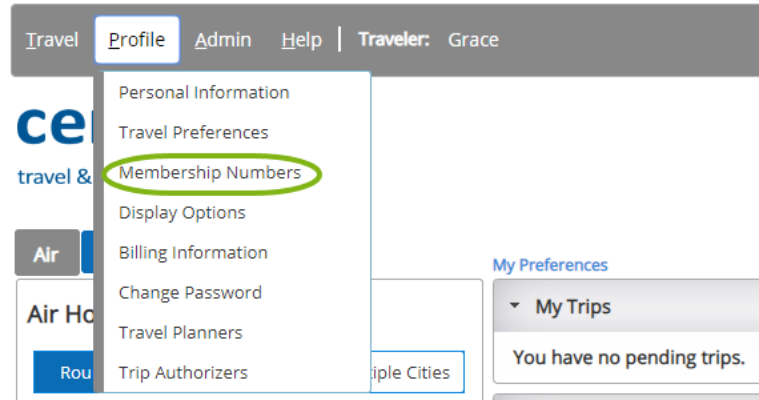 Travel Profile Admin Help Traveler: Grace
Personal Information
Travel Preferences
travel &
Membership Numbers
Display Options
Air
Billing Information
My Preferences
Change Password
My Trips
Travel Planners
You have no pending trips.
Trip Authorizers